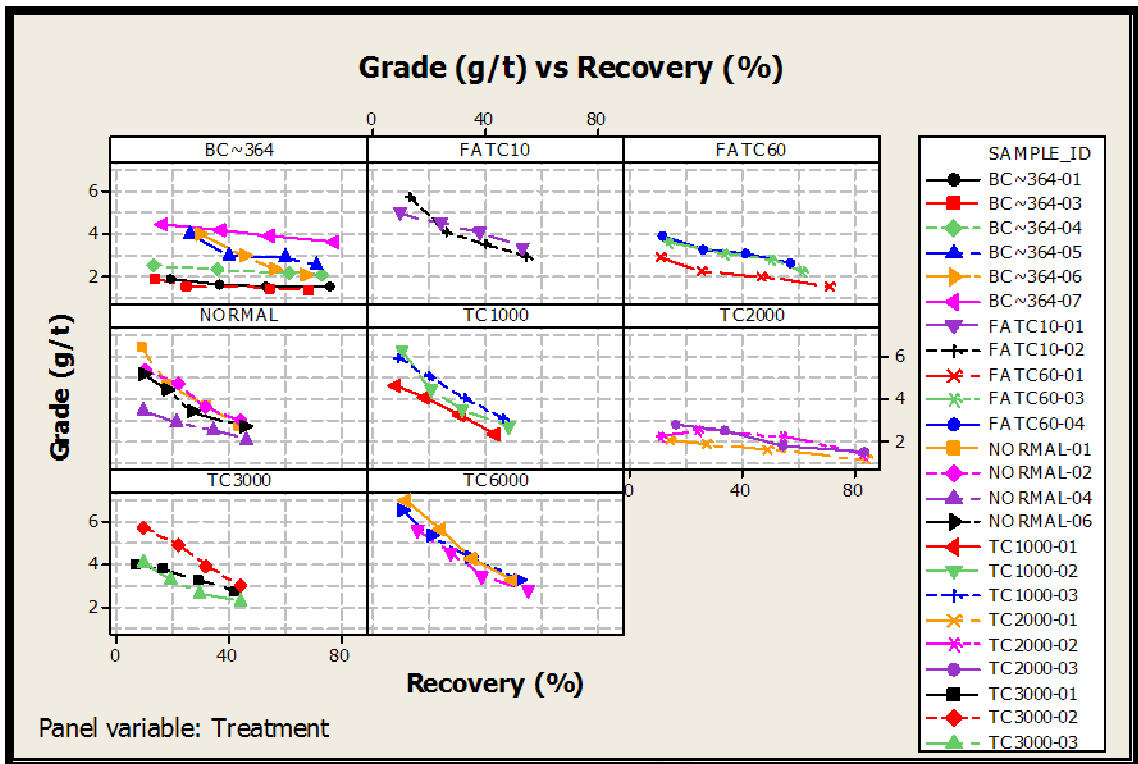 Grade (g/t) vs Recovery (%)
0 40 80
BC~364 FATC10 FATC60
6
4
2
NORMAL TC1000 TC2000
6
4
2
TC3000 TC6000
0 40 80
6
4
2
0 40 80
Grade (g/t)
Recovery (%)
Panel variable: Treatment
SAMPLE_ID
BC~364-01
BC~364-03
BC~364-04
BC~364-05
BC~364-06
BC~364-07
FATC10-01
FATC10-02
FATC60-01
FATC60-03
FATC60-04
NORMAL-01
NORMAL-02
NORMAL-04
NORMAL-06
TC1000-01
TC1000-02
TC1000-03
TC2000-01
TC2000-02
TC2000-03
TC3000-01
TC3000-02
TC3000-03